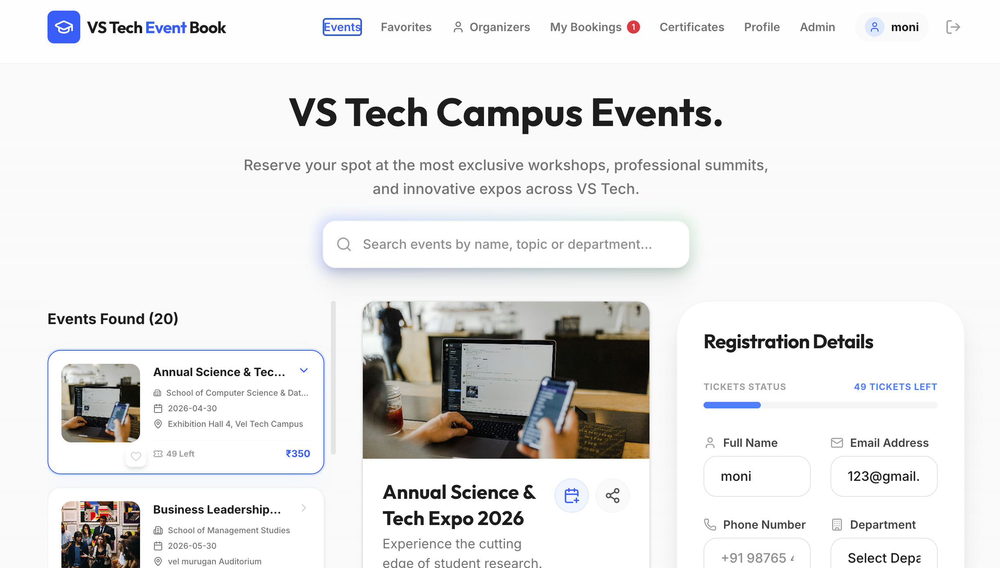 VS Tech Event Book
Events
Favorites
Organizers
My Bookings 1
Certificates
Profile
Admin
moni
VS Tech Campus Events.
Reserve your spot at the most exclusive workshops, professional summits,
and innovative expos across VS Tech.
Search events by name, topic or department...
Events Found (20)
Annual Science & Tec...
School of Computer Science & Dat...
2026-04-30
Exhibition Hall 4, Vel Tech Campus
49 Left
₹350
Business Leadership...
School of Management Studies
2026-05-30
vel murugan Auditorium
Annual Science &
Tech Expo 2026
Experience the cutting
edge of student research.
Registration Details
TICKETS STATUS
49 TICKETS LEFT
Full Name
Email Address
moni
123@gmail.
Phone Number
Department
+91 98765
Select Depa